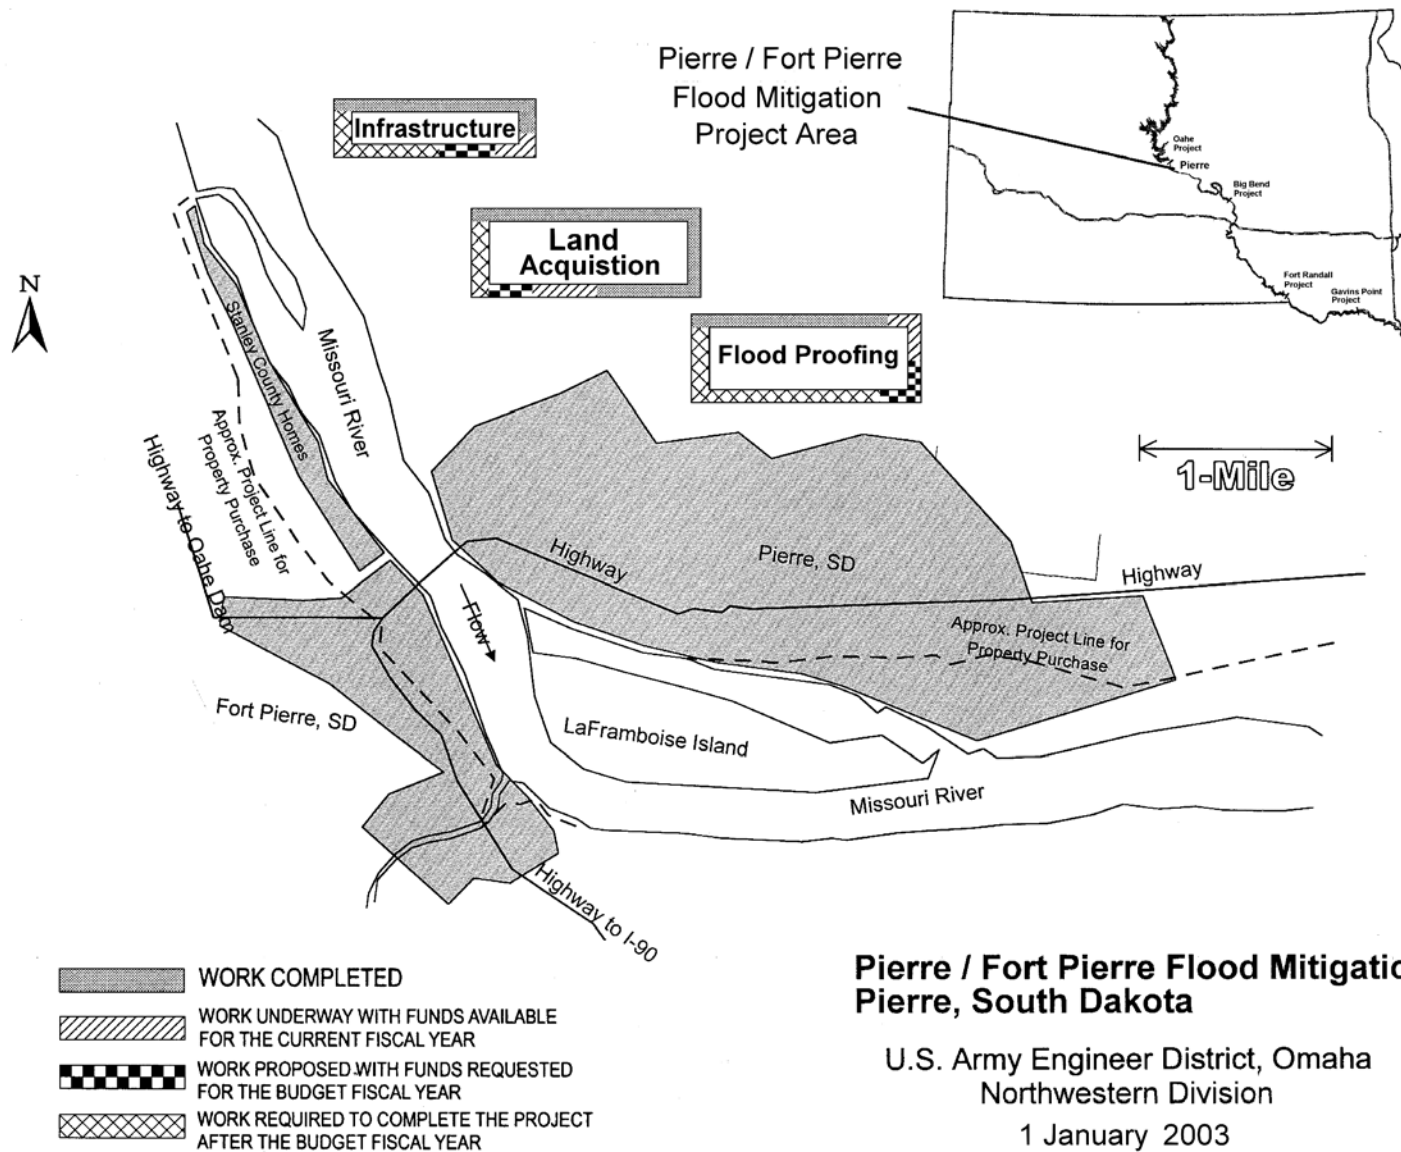 Pierre / Fort Pierre
Flood Mitigation
Project Area
Oahe
Project
Pierre
Big Bend
Project
Fort Randall
Project
Gavins Point
Project
Infrastructure
Land
Acquistion
Flood Proofing
N
1-Mile
Stanley County Homes
Missouri River
Approx. Project Line for
Property Purchase
Highway to Oahe Dam
Highway
Pierre, SD
Highway
Flow
Approx. Project Line for
Property Purchase
Fort Pierre, SD
LaFramboise Island
Missouri River
Highway to I-90
WORK COMPLETED
WORK UNDERWAY WITH FUNDS AVAILABLE
FOR THE CURRENT FISCAL YEAR
WORK PROPOSED WITH FUNDS REQUESTED
FOR THE BUDGET FISCAL YEAR
WORK REQUIRED TO COMPLETE THE PROJECT
AFTER THE BUDGET FISCAL YEAR
Pierre / Fort Pierre Flood Mitigatio
Pierre, South Dakota
U.S. Army Engineer District, Omaha
Northwestern Division
1 January 2003